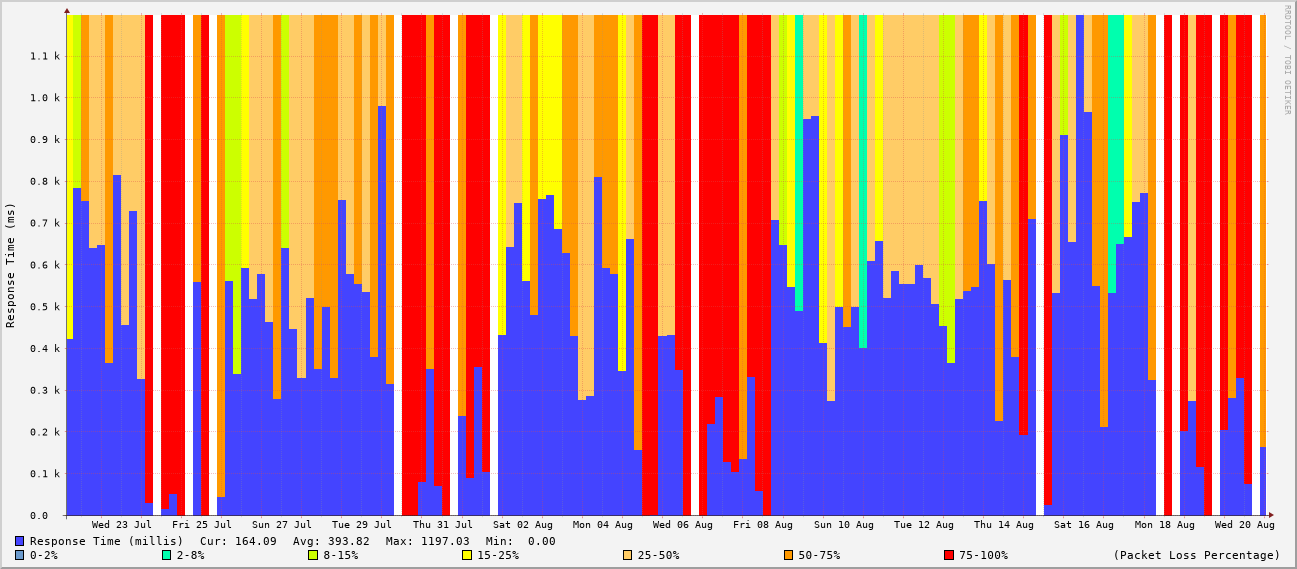 RRDTOOL / TOBI OETIKER
Response Time (ms)
1.1 k
1.0 k
0.9 k
0.8 k
0.7 k
0.6 k
0.5 k
0.4 k
0.3 k
0.2 k
0.1 k
0.0
Wed 23 Jul Fri 25 Jul Sun 27 Jul Tue 29 Jul Thu 31 Jul Sat 02 Aug Mon 04 Aug Wed 06 Aug Fri 08 Aug Sun 10 Aug Tue 12 Aug Thu 14 Aug Sat 16 Aug Mon 18 Aug Wed 20 Aug
Response Time (millis) Cur: 164.09 Avg: 393.82 Max: 1197.03 Min: 0.00
0-2% 2-8% 8-15% 15-25% 25-50% 50-75% 75-100% (Packet Loss Percentage)